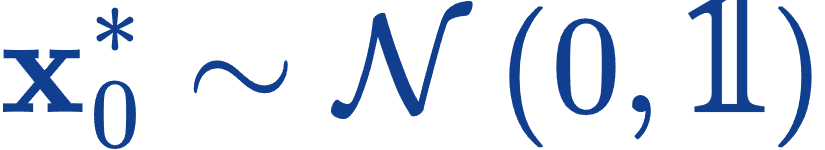 𝐱₀* ∼ 𝒩 (0, 𝟙)